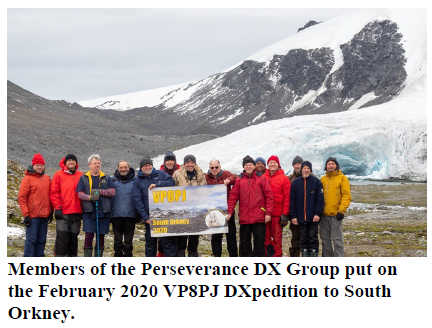 VP8PJ
South Orkney
2020
Members of the Perseverance DX Group put on
the February 2020 VP8PJ DXpedition to South
Orkney.